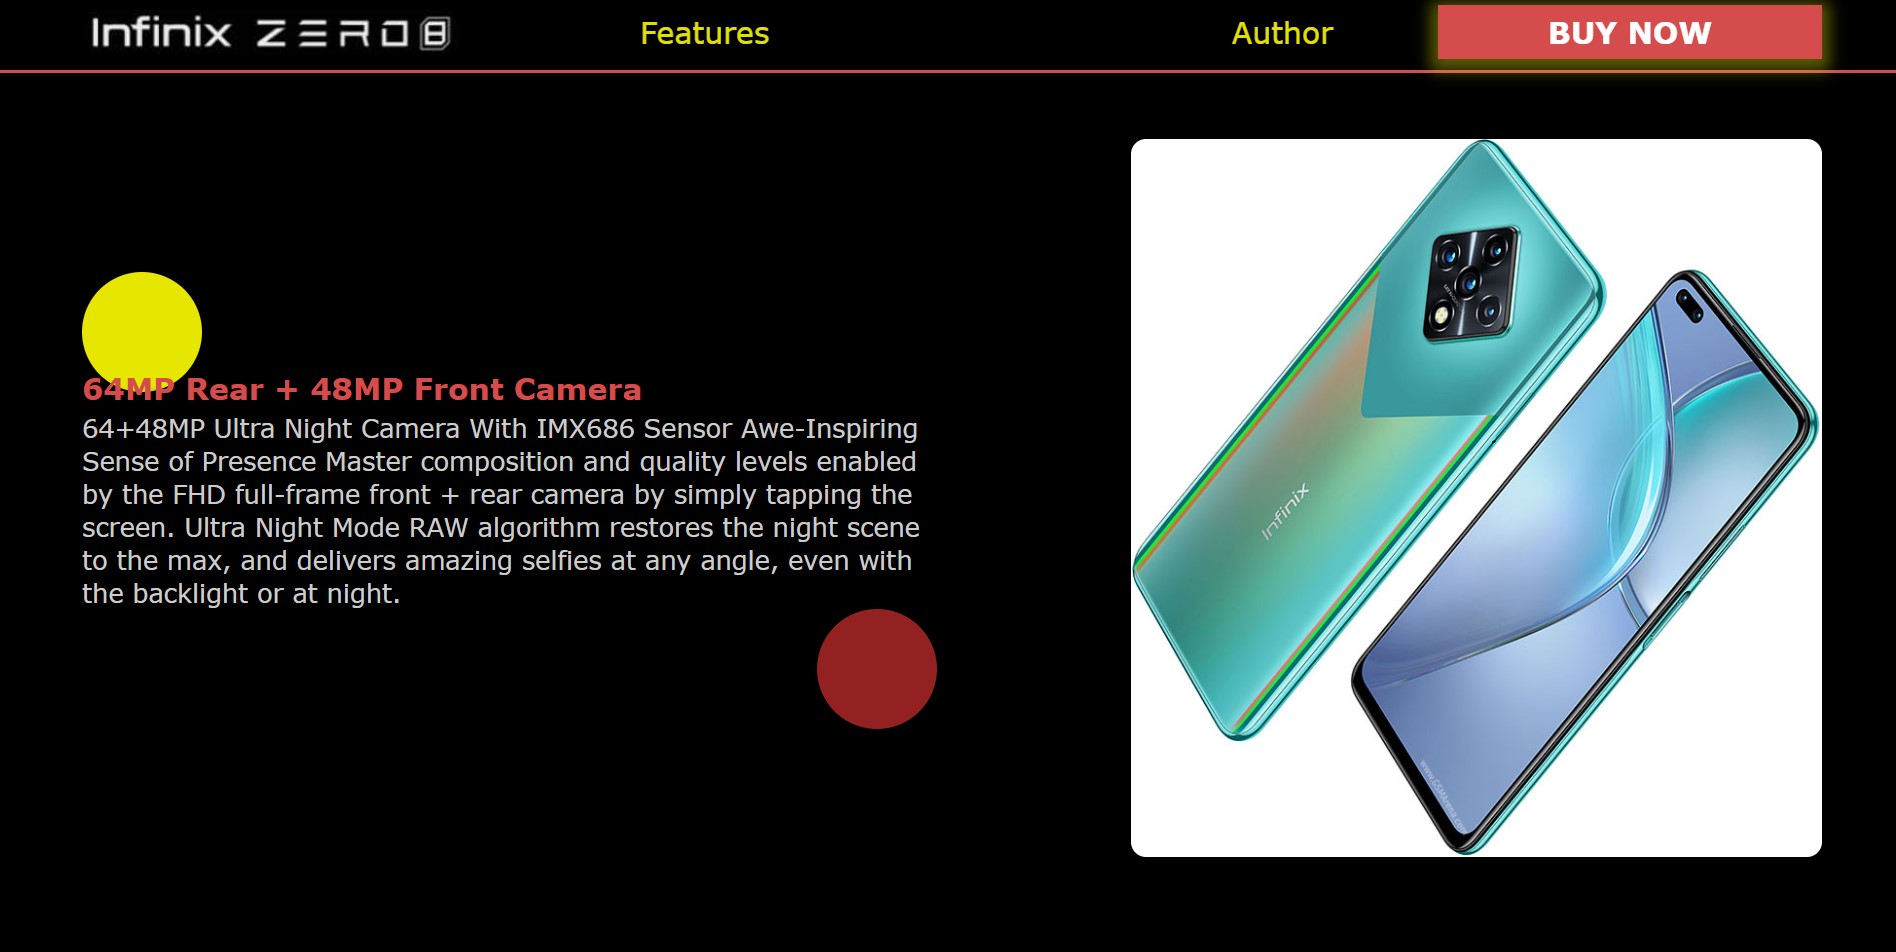 Infinix ZERO 8
Features
Author
BUY NOW
64MP Rear + 48MP Front Camera
64+48MP Ultra Night Camera With IMX686 Sensor Awe-Inspiring
Sense of Presence Master composition and quality levels enabled
by the FHD full-frame front + rear camera by simply tapping the
screen. Ultra Night Mode RAW algorithm restores the night scene
to the max, and delivers amazing selfies at any angle, even with
the backlight or at night.
Infinix
www.GSMArena.com